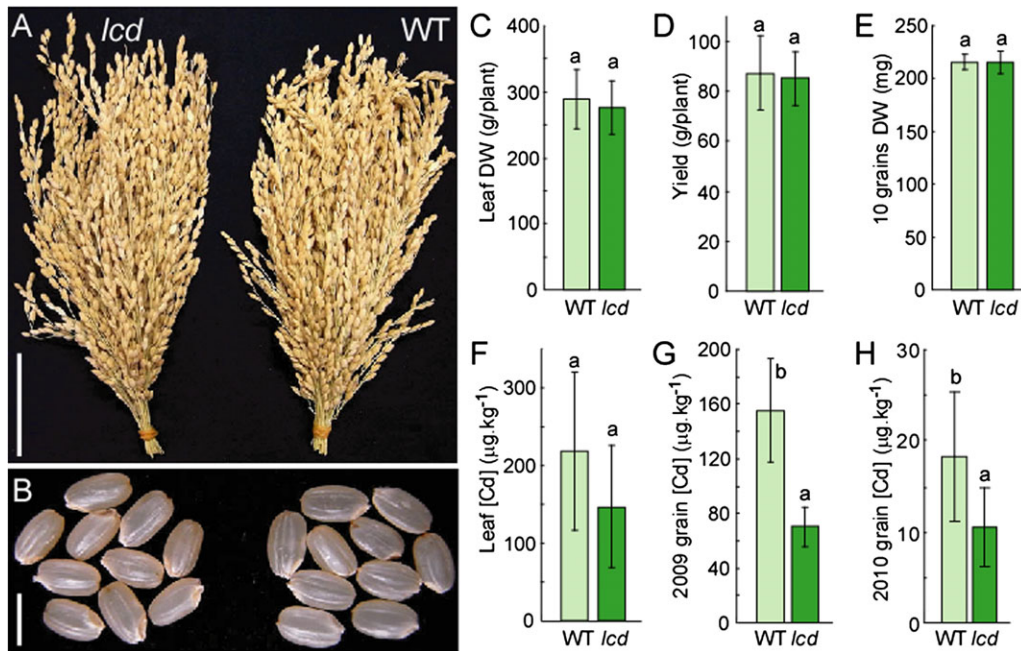 A
lcd
WT
B
C
Leaf DW (g/plant)
400
300
200
300
0
a
a
WT lcd
D
Yield (g/plant)
100
80
60
40
20
0
a
a
WT lcd
E
10 grains DW (mg)
250
200
150
100
50
0
a
a
WT lcd
F
Leaf [Cd] (µg.kg⁻¹)
300
200
100
0
a
a
WT lcd
G
2009 grain [Cd] (µg.kg⁻¹)
200
160
120
80
60
0
b
a
WT lcd
H
2010 grain [Cd] (µg.kg⁻¹)
30
20
10
0
b
a
WT lcd